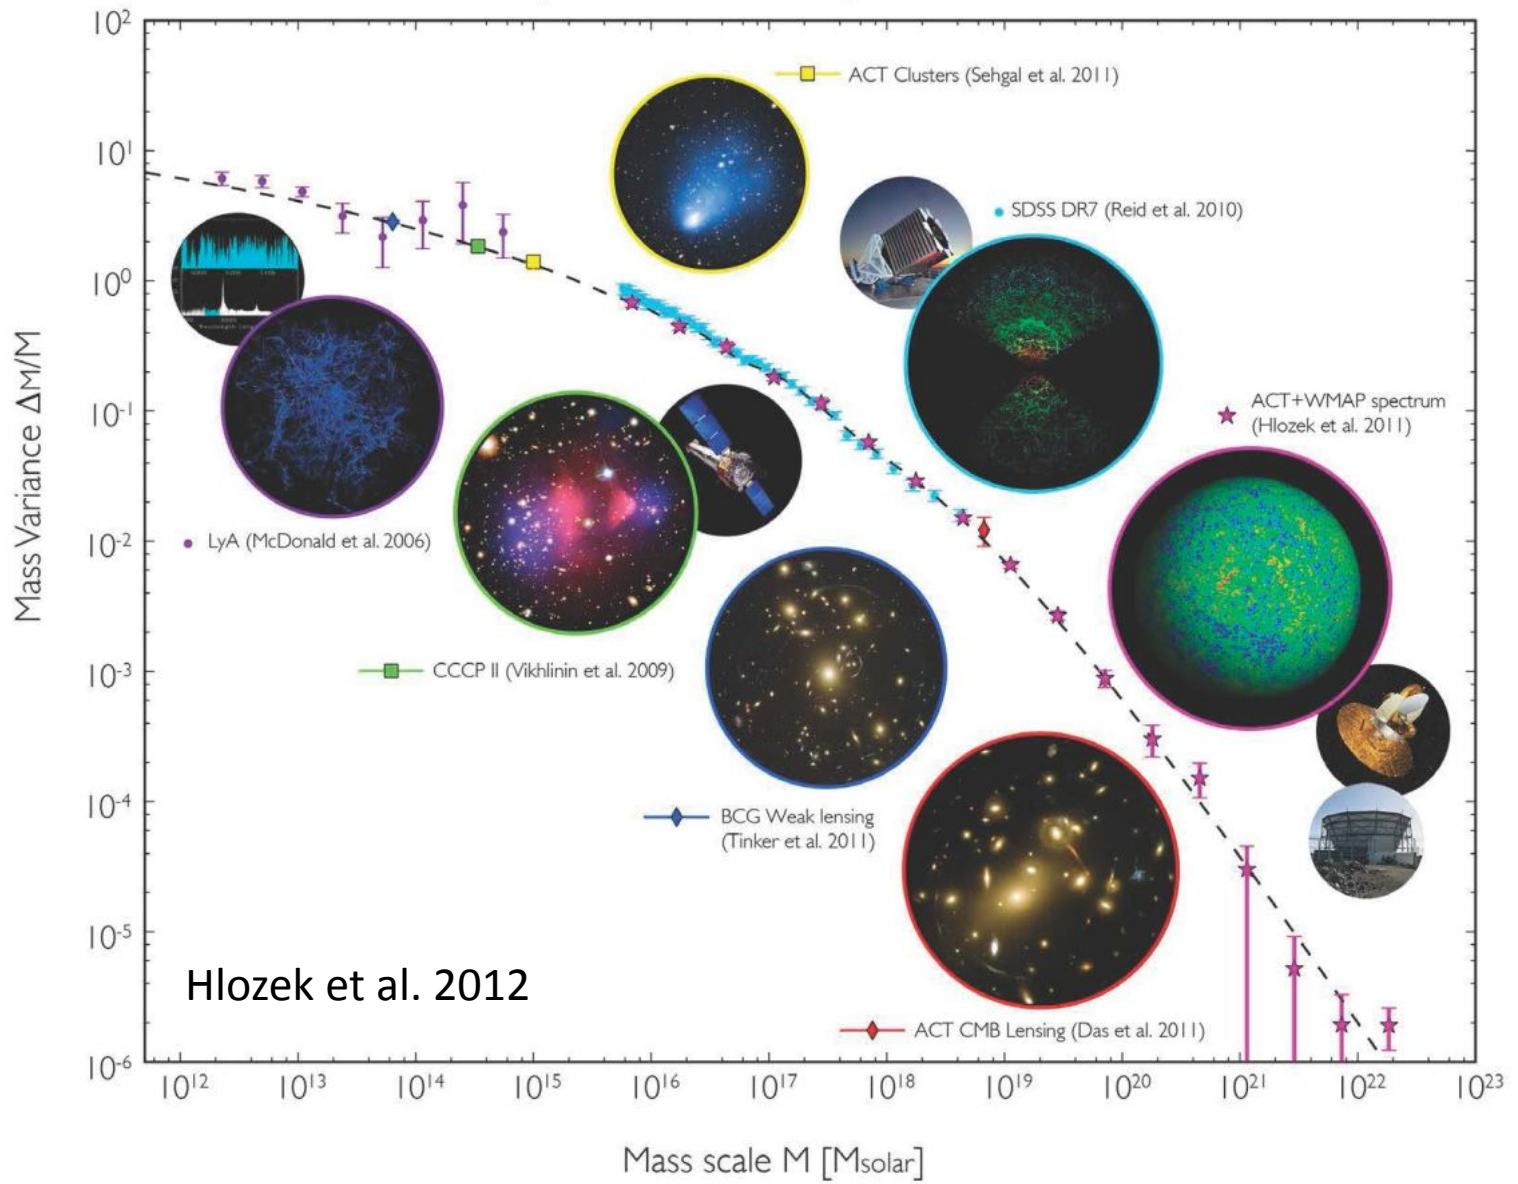 10²
10¹
10⁰
10⁻¹
10⁻²
10⁻³
10⁻⁴
10⁻⁵
10⁻⁶
Mass Variance ΔM/M
ACT Clusters (Sehgal et al. 2011)
SDSS DR7 (Reid et al. 2010)
ACT+WMAP spectrum
(Hlozek et al. 2011)
LyA (McDonald et al. 2006)
CCCP II (Vikhlinin et al. 2009)
BCG Weak lensing
(Tinker et al. 2011)
Hlozek et al. 2012
ACT CMB Lensing (Das et al. 2011)
10¹² 10¹³ 10¹⁴ 10¹⁵ 10¹⁶ 10¹⁷ 10¹⁸ 10¹⁹ 10²⁰ 10²¹ 10²² 10²³
Mass scale M [Msolar]